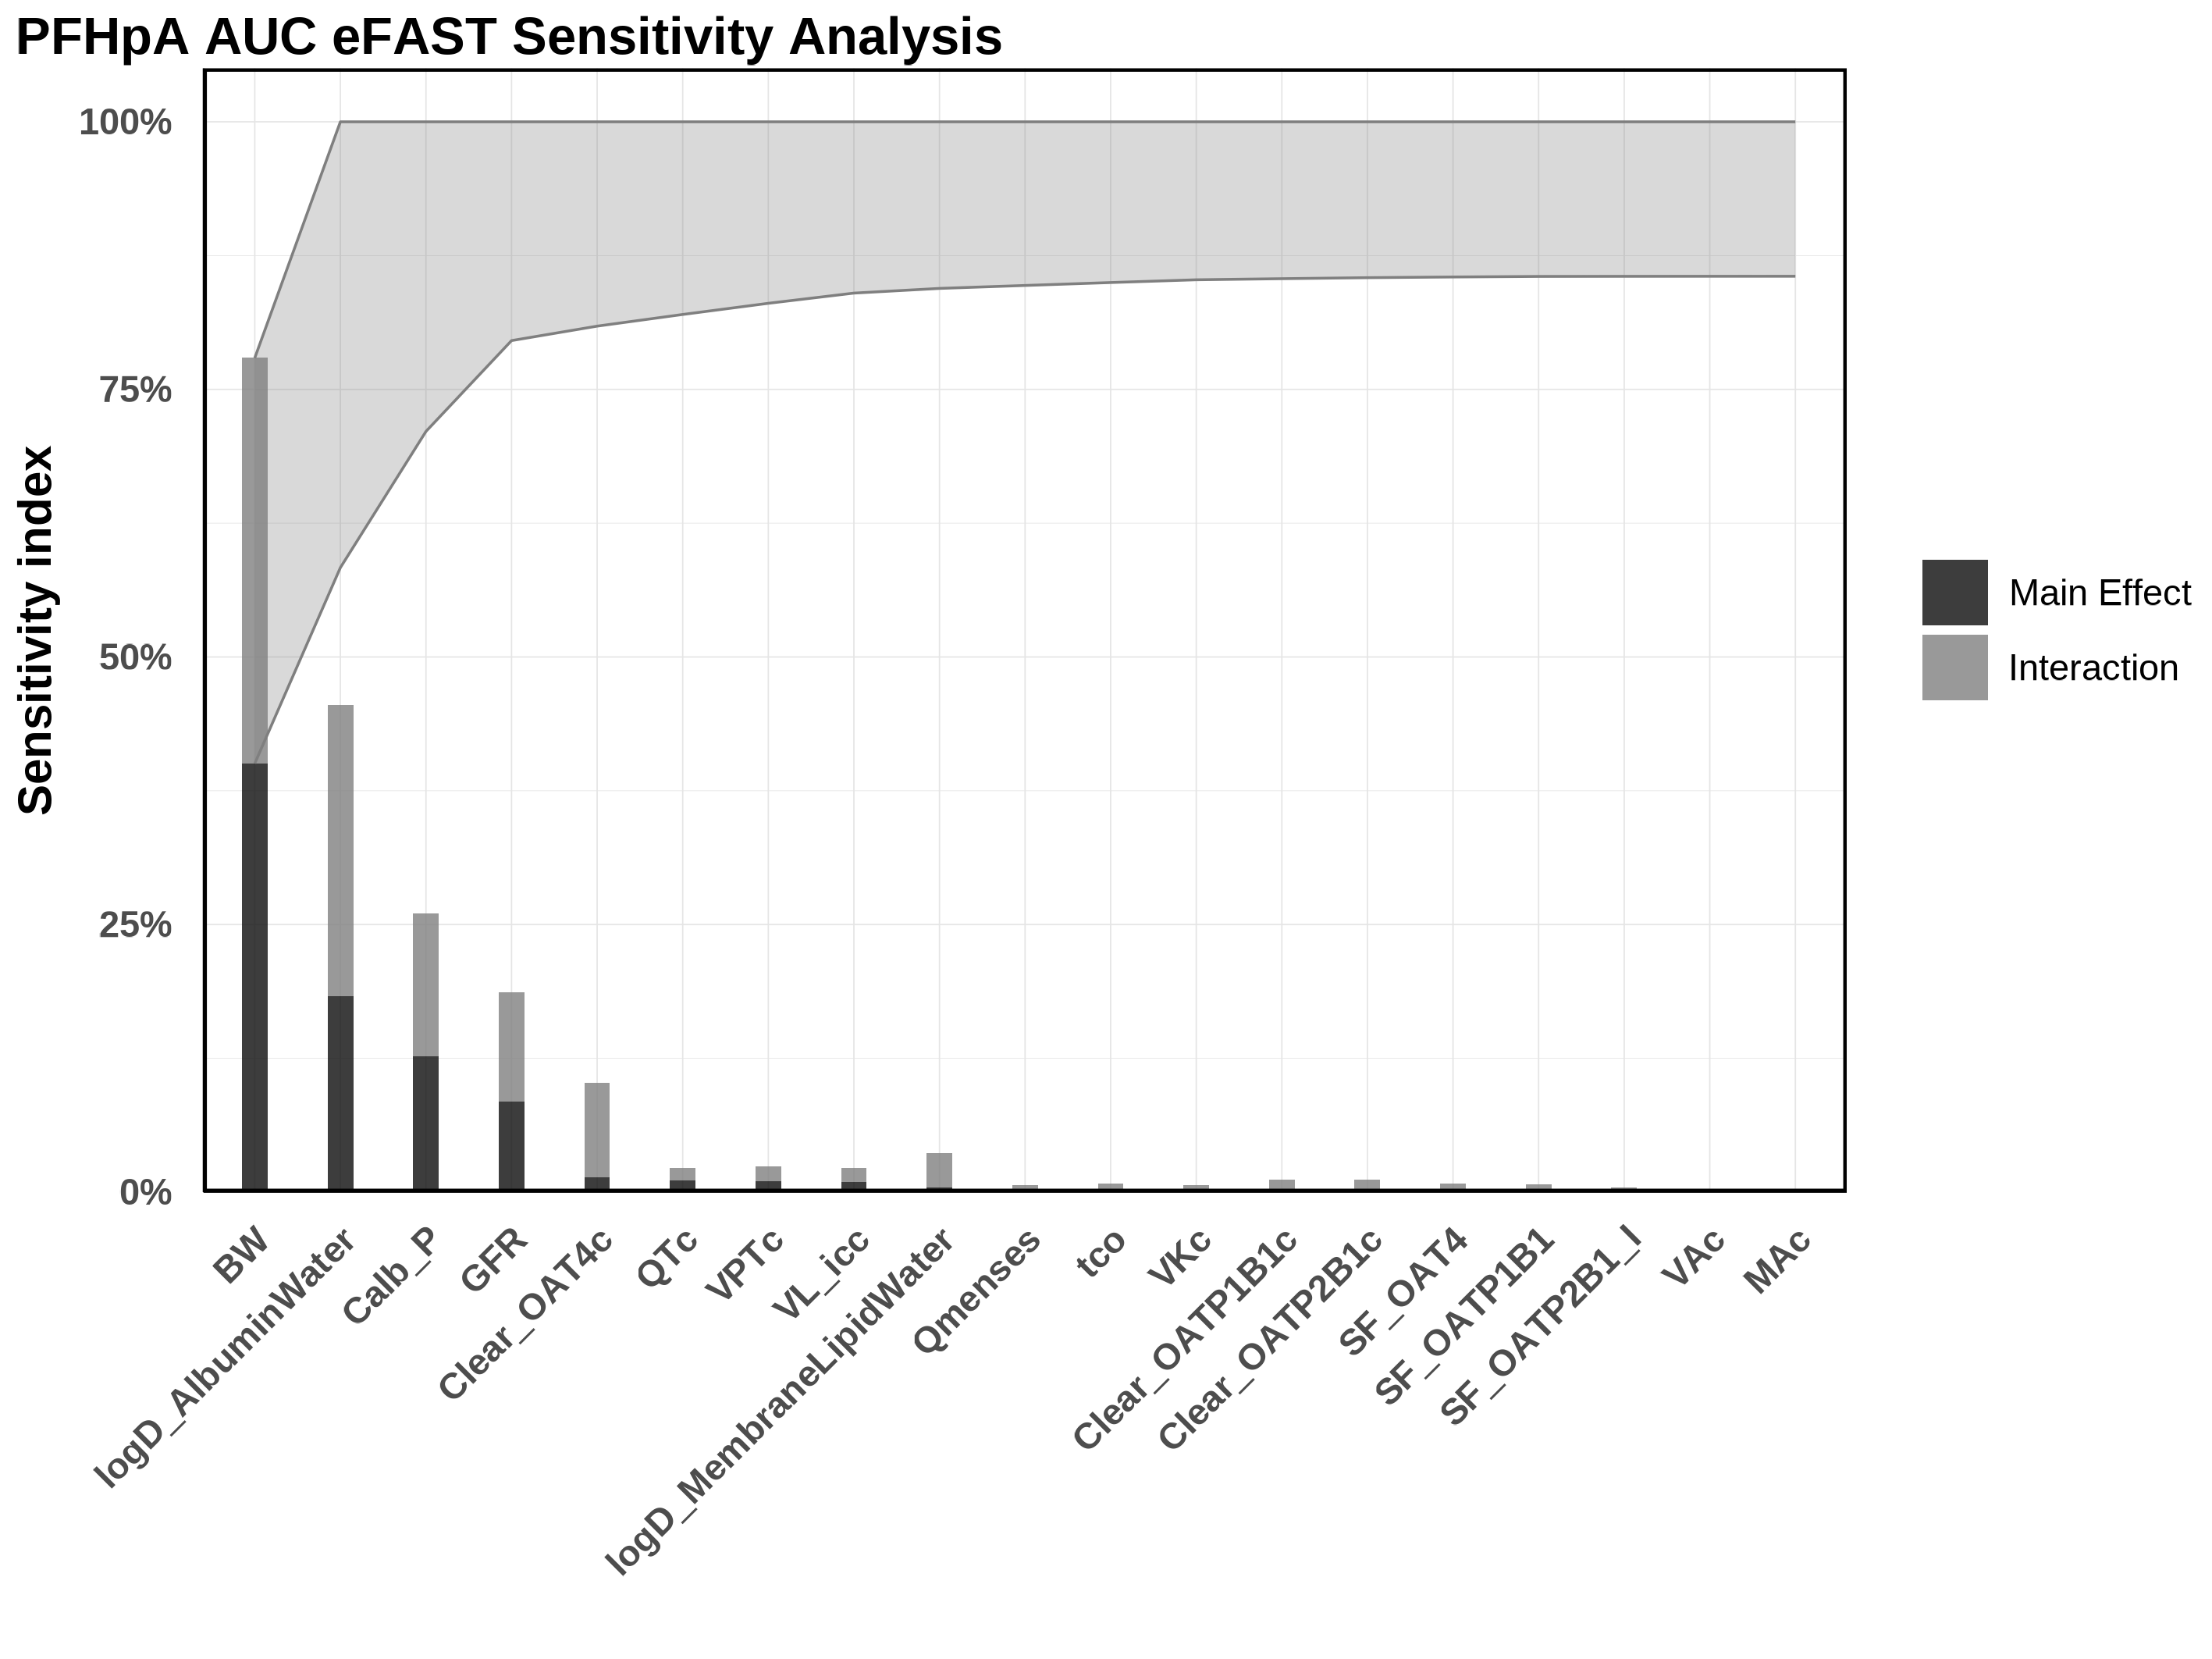 PFHpA AUC eFAST Sensitivity Analysis
Sensitivity index
100%
75%
50%
25%
0%
BW
logD_AlbuminWater
Calb_P
GFR
Clear_OAT4c
QTc
VPTc
VL_icc
logD_MembraneLipidWater
Qmenses
tco
VKc
Clear_OATP1B1c
Clear_OATP2B1c
SF_OAT4
SF_OATP1B1
SF_OATP2B1_I
VAc
MAc
Main Effect
Interaction